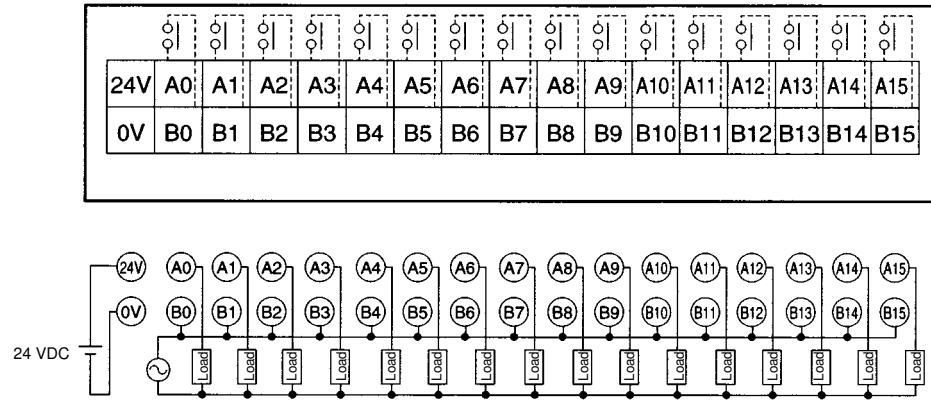 24V A0 A1 A2 A3 A4 A5 A6 A7 A8 A9 A10 A11 A12 A13 A14 A15
0V B0 B1 B2 B3 B4 B5 B6 B7 B8 B9 B10 B11 B12 B13 B14 B15
24V A0 A1 A2 A3 A4 A5 A6 A7 A8 A9 A10 A11 A12 A13 A14 A15
0V B0 B1 B2 B3 B4 B5 B6 B7 B8 B9 B10 B11 B12 B13 B14 B15
24 VDC Load Load Load Load Load Load Load Load Load Load Load Load Load Load Load Load